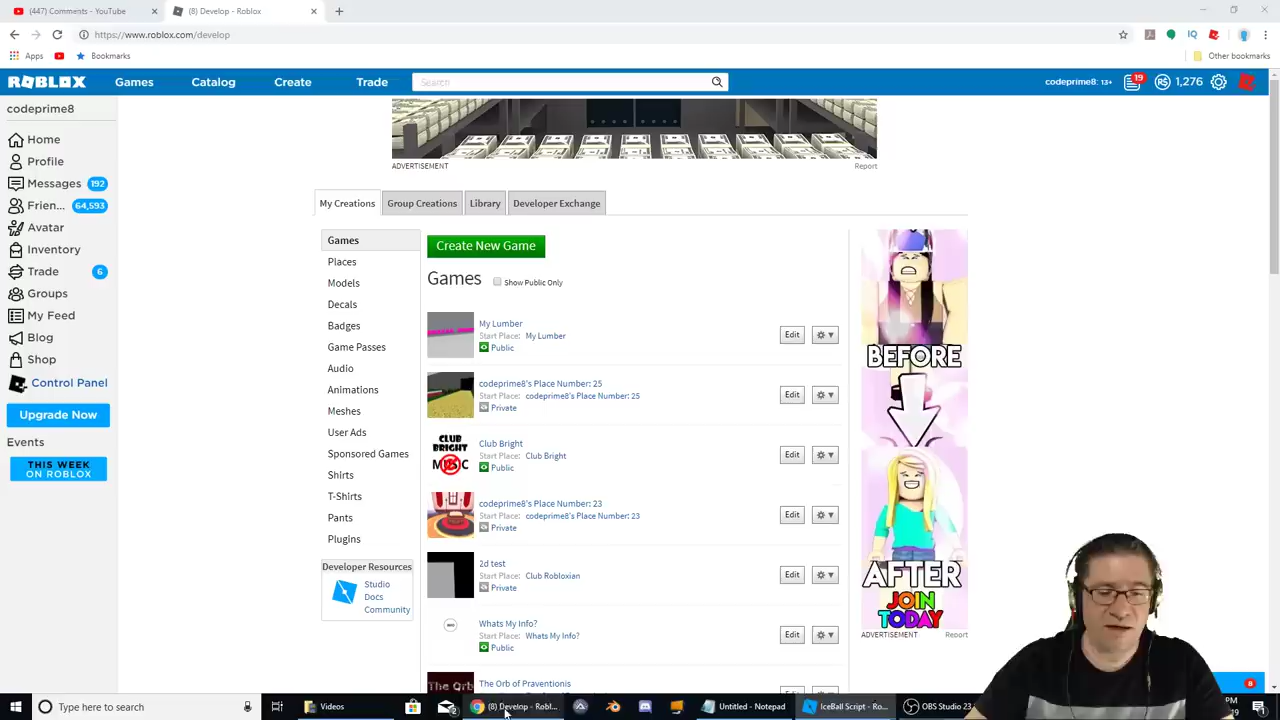 (447) Comments - YouTube
(8) Develop - Roblox
https://www.roblox.com/develop
Apps
Bookmarks
Other bookmarks
ROBLOX
Games
Catalog
Create
Trade
Search
codeprime8: 13+
19
R$
1,276
codeprime8
Home
Profile
Messages 192
Frien... 64,593
Avatar
Inventory
Trade 6
Groups
My Feed
Blog
Shop
Control Panel
Upgrade Now
Events
THIS WEEK
ON ROBLOX
ADVERTISEMENT
Report
My Creations
Group Creations
Library
Developer Exchange
Games
Places
Models
Decals
Badges
Game Passes
Audio
Animations
Meshes
User Ads
Sponsored Games
Shirts
T-Shirts
Pants
Plugins
Developer Resources
Studio
Docs
Community
Create New Game
Games
Show Public Only
My Lumber
Start Place: My Lumber
Public
Edit
codeprime8's Place Number: 25
Start Place: codeprime8's Place Number: 25
Private
Edit
CLUB
BRIGHT
MUSIC
Club Bright
Start Place: Club Bright
Public
Edit
codeprime8's Place Number: 23
Start Place: codeprime8's Place Number: 23
Private
Edit
2d test
Start Place: Club Robloxian
Private
Edit
Whats My Info?
Start Place: Whats My Info?
Public
Edit
The Orb
The Orb of Praventionis
Edit
BEFORE
AFTER
JOIN
TODAY
ADVERTISEMENT
Report
8
Type here to search
Videos
(8) Develop - Robl...
Untitled - Notepad
IceBall Script - Ro...
OBS Studio 23.
PM
19